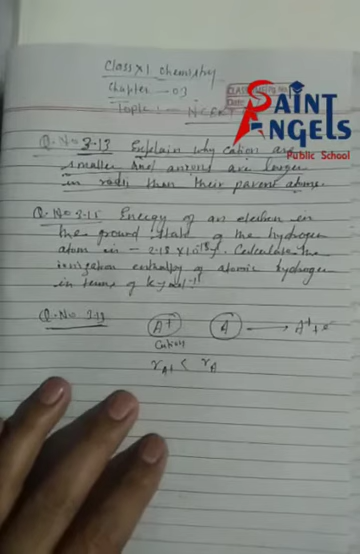 Class XI Chemistry
Chapter - 03
Topic :- NCERT
SAINT
ANGELS
Public School
Q.No= 3.13 Explain why cation are
smaller and anions are larger
in radii than their parent atoms.
Q.No= 3.15 Energy of an electron in
the ground state of the hydrogen
atom is - 2.18 × 10⁻¹⁸ J. Calculate the
ionization enthalpy of atomic hydrogen
in terms of KJ mol⁻¹
Q.No= 3.13 A⁺ A ⟶ A⁺ + e⁻
Cation
r A⁺ < r A